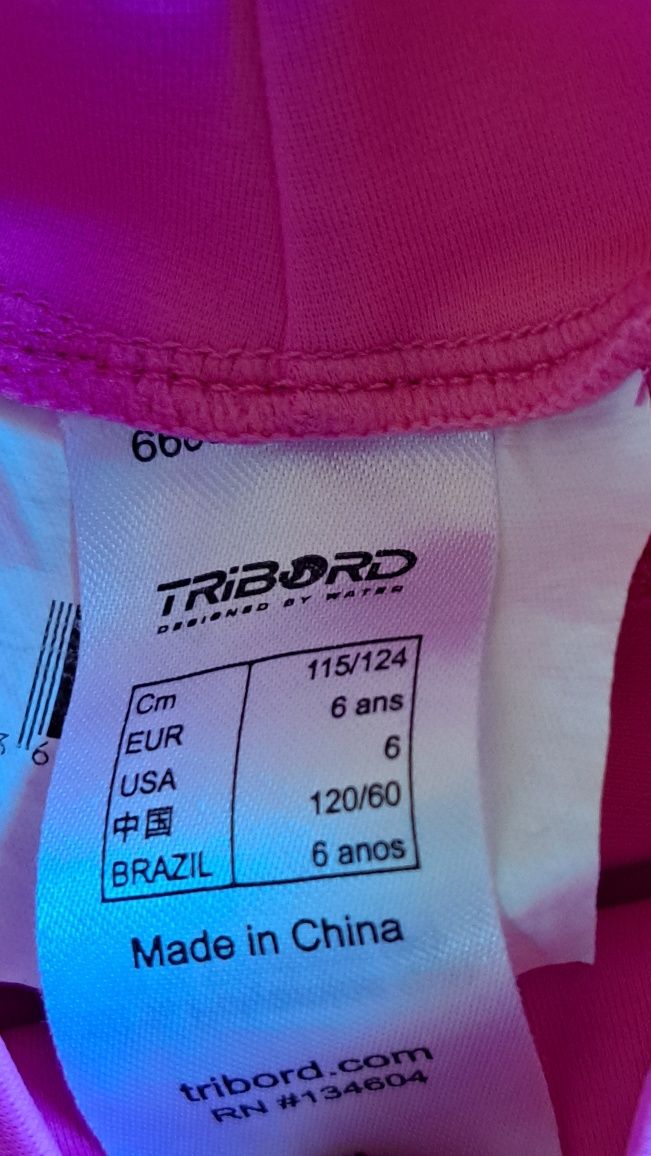 TRIBORD
DESIGNED BY WATER
Cm 115/124
EUR 6 ans
USA 6
中国 120/60
BRAZIL 6 anos
Made in China
tribord.com
RN #134604
6